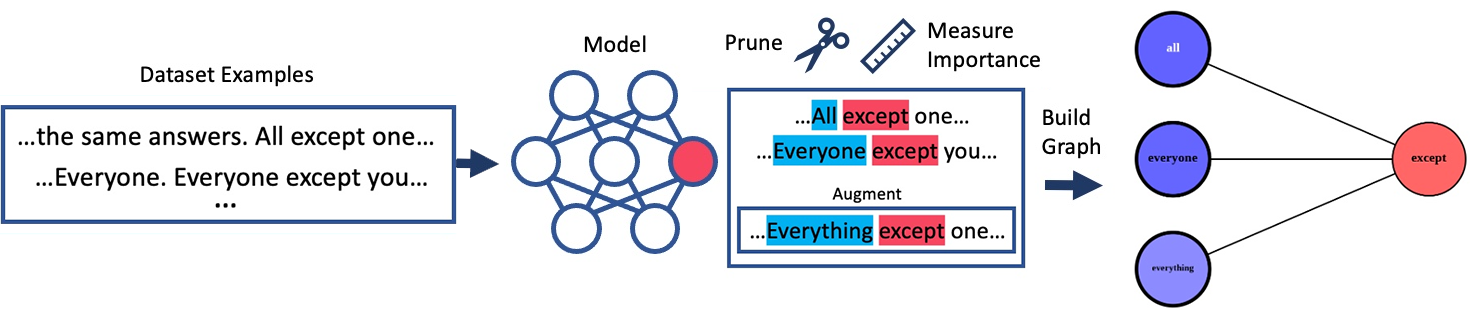 Dataset Examples
...the same answers. All except one...
...Everyone. Everyone except you...
...
Model
Prune
Measure
Importance
...All except one...
...Everyone except you...
Augment
...Everything except one...
Build
Graph
all
everyone
everything
except